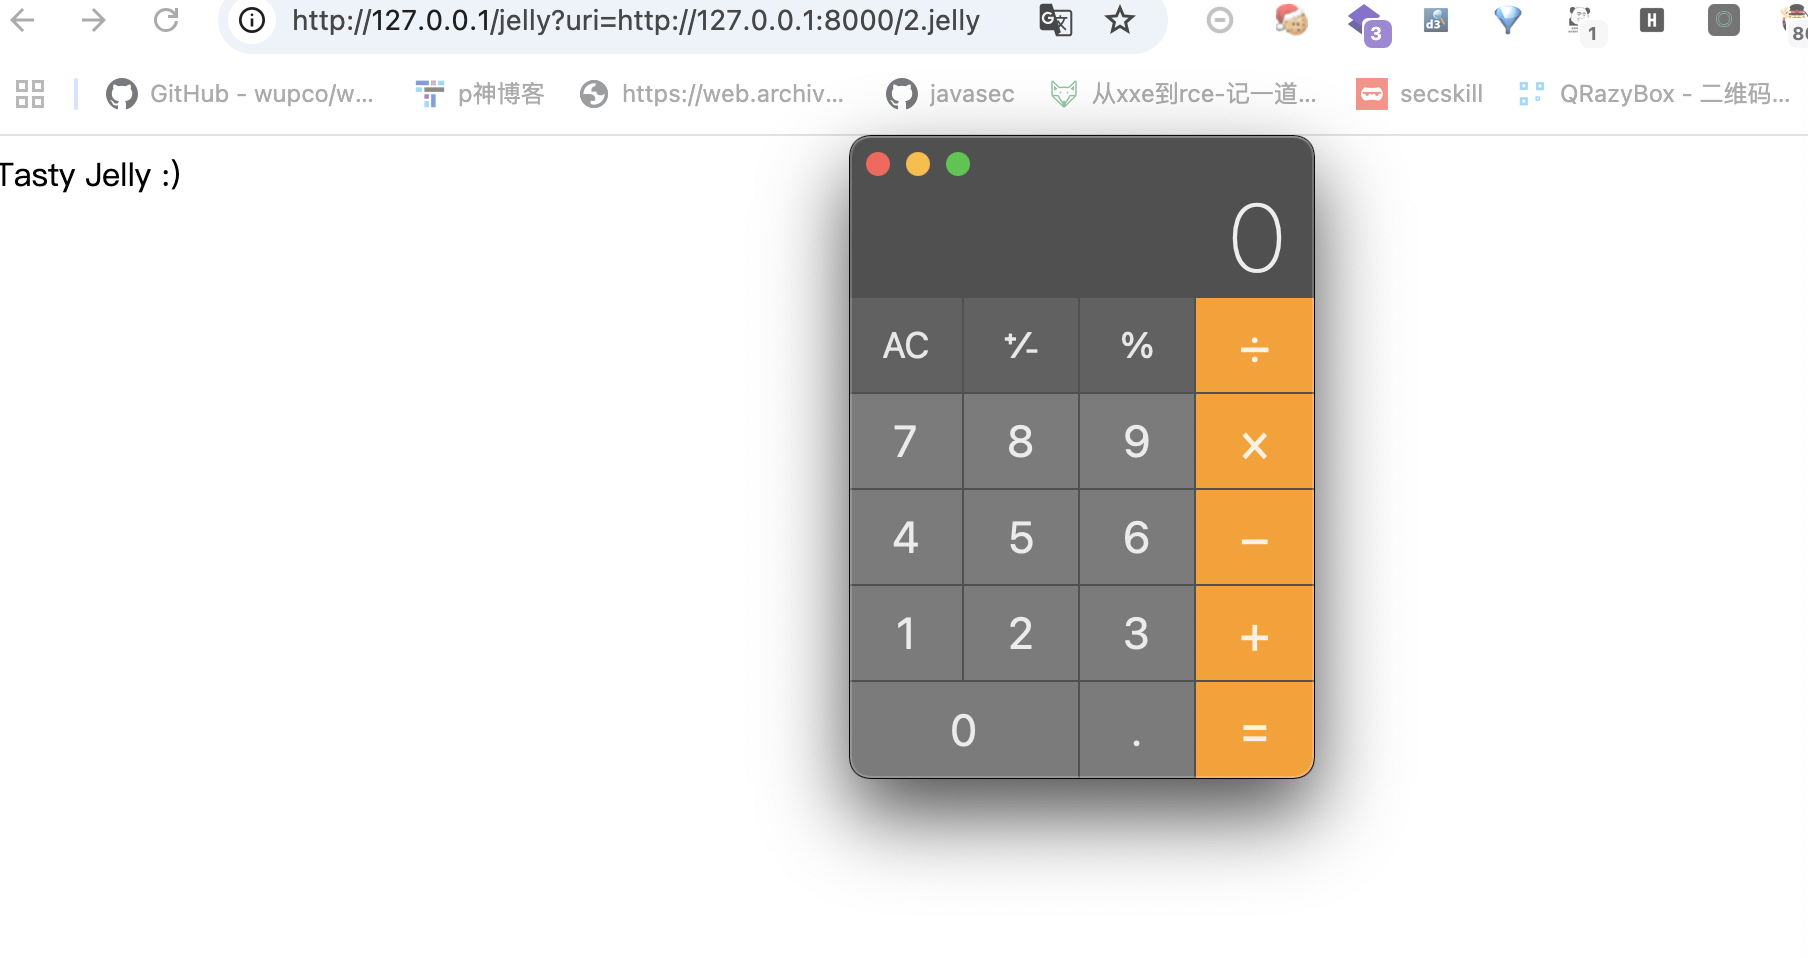 http://127.0.0.1/jelly?uri=http://127.0.0.1:8000/2.jelly
3
d3
1
H
GitHub - wupco/w...
p神博客
https://web.archiv...
javasec
从xxe到rce-记一道...
secskill
QRazyBox - 二维码...
Tasty Jelly :)
0
AC +⁄- % ÷
7 8 9 ×
4 5 6 −
1 2 3 +
0 . =